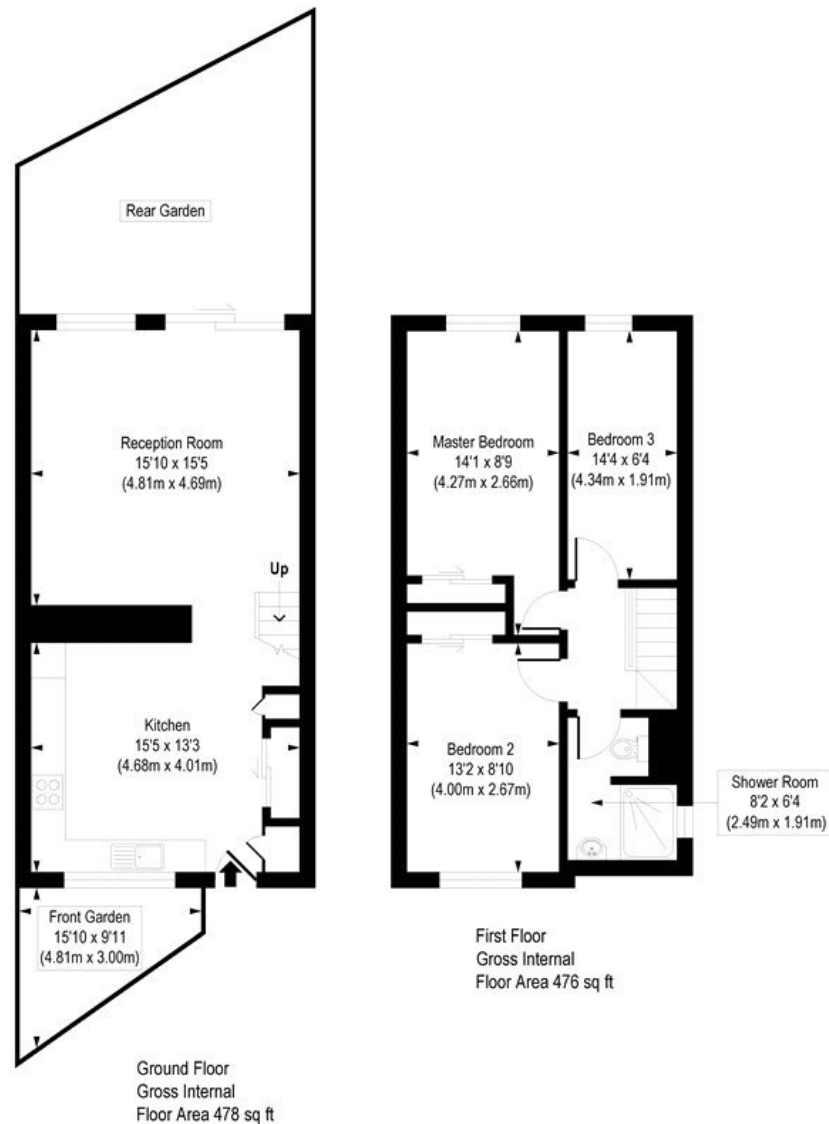 Rear Garden
Reception Room
15'10 x 15'5
(4.81m x 4.69m)
Up
Kitchen
15'5 x 13'3
(4.68m x 4.01m)
Front Garden
15'10 x 9'11
(4.81m x 3.00m)
Ground Floor
Gross Internal
Floor Area 478 sq ft
Master Bedroom
14'1 x 8'9
(4.27m x 2.66m)
Bedroom 3
14'4 x 6'4
(4.34m x 1.91m)
Bedroom 2
13'2 x 8'10
(4.00m x 2.67m)
Shower Room
8'2 x 6'4
(2.49m x 1.91m)
First Floor
Gross Internal
Floor Area 476 sq ft